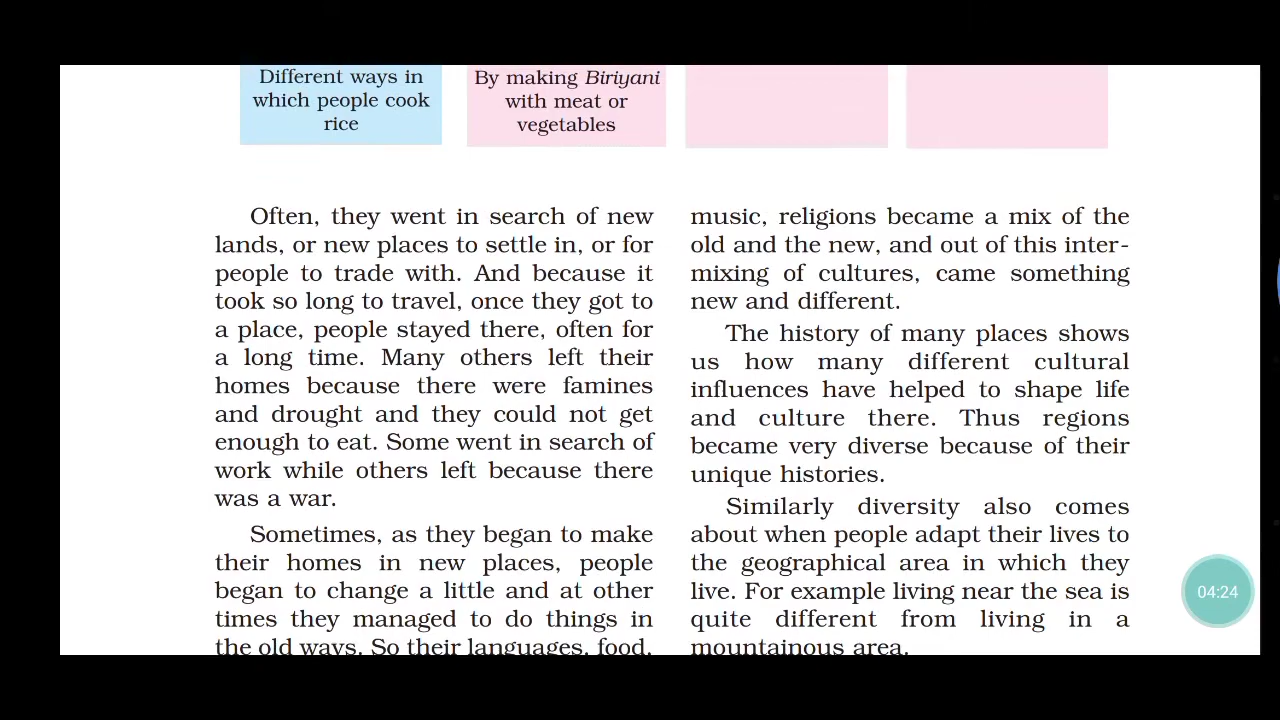 Different ways in
which people cook
rice
By making Biriyani
with meat or
vegetables
Often, they went in search of new
lands, or new places to settle in, or for
people to trade with. And because it
took so long to travel, once they got to
a place, people stayed there, often for
a long time. Many others left their
homes because there were famines
and drought and they could not get
enough to eat. Some went in search of
work while others left because there
was a war.
Sometimes, as they began to make
their homes in new places, people
began to change a little and at other
times they managed to do things in
the old ways. So their languages, food,
music, religions became a mix of the
old and the new, and out of this inter-
mixing of cultures, came something
new and different.
The history of many places shows
us how many different cultural
influences have helped to shape life
and culture there. Thus regions
became very diverse because of their
unique histories.
Similarly diversity also comes
about when people adapt their lives to
the geographical area in which they
live. For example living near the sea is
quite different from living in a
mountainous area.
04:24